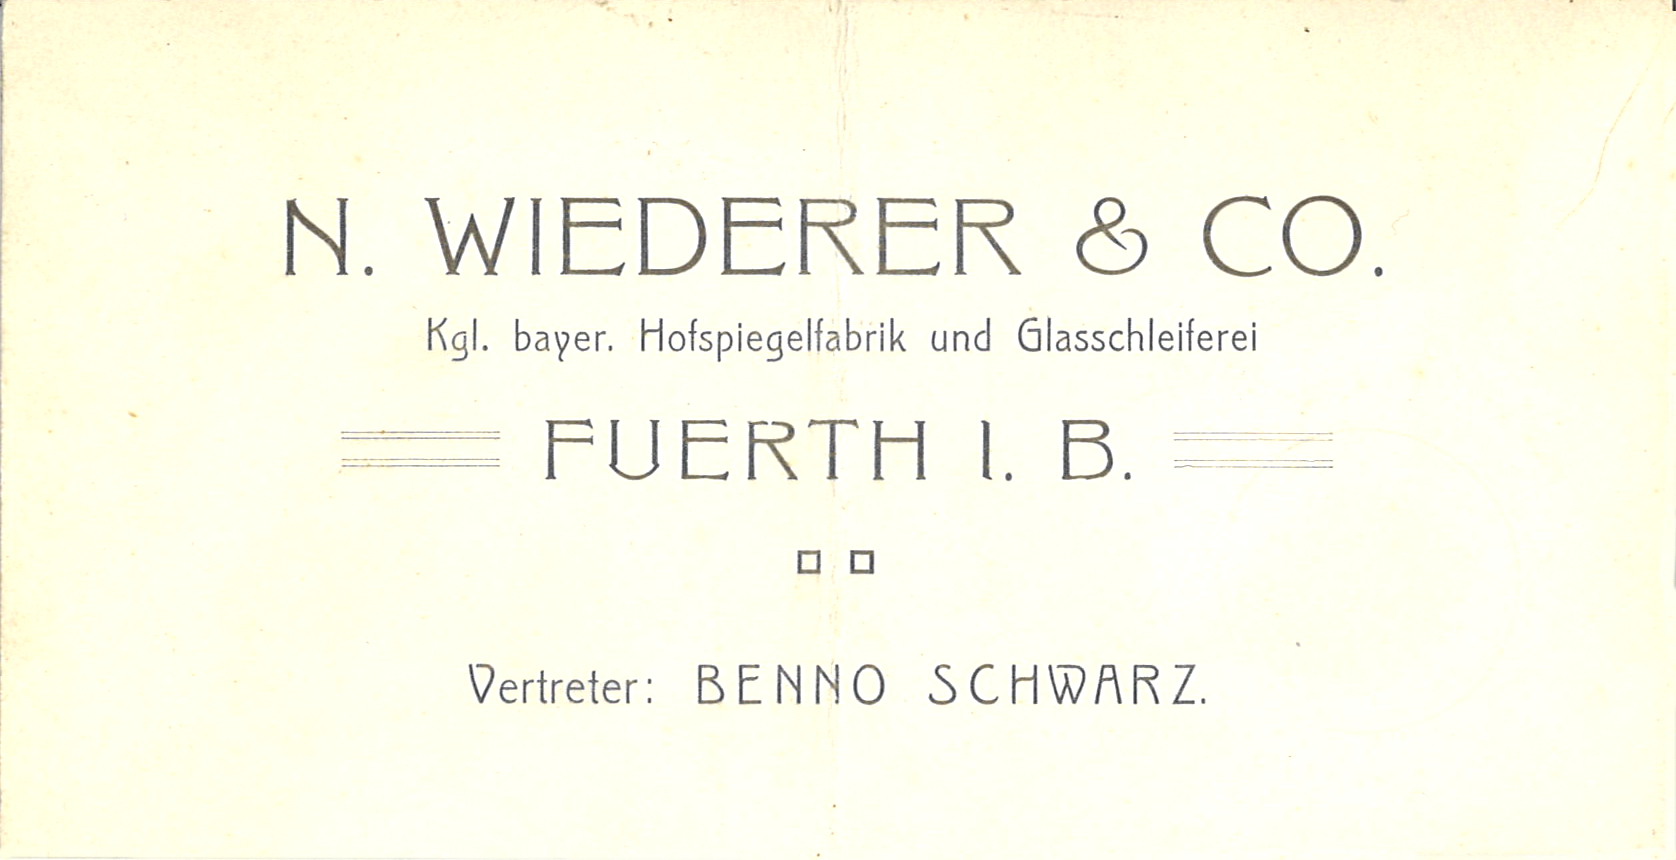 N. WIEDERER & CO.
Kgl. bayer. Hofspiegelfabrik und Glasschleiferei
FUERTH I. B.
Vertreter: BENNO SCHWARZ.